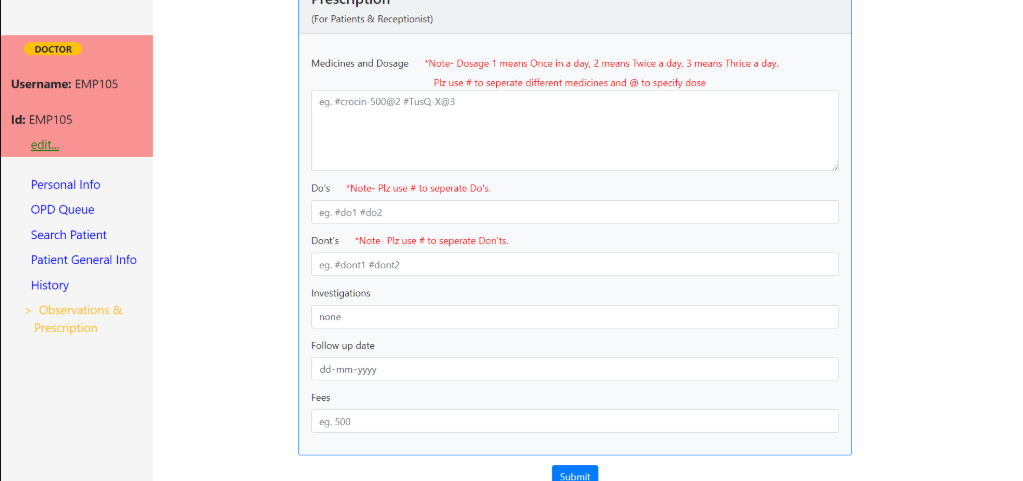 DOCTOR
Username: EMP105
Id: EMP105
edit...
Personal Info
OPD Queue
Search Patient
Patient General Info
History
> Observations &
Prescription
Prescription
(For Patients & Receptionist)
Medicines and Dosage *Note- Dosage 1 means Once in a day, 2 means Twice a day, 3 means Thrice a day.
Plz use # to seperate different medicines and @ to specify dose
eg. #crocin-500@2 #TusQ-X@3
Do's *Note- Plz use # to seperate Do's.
eg. #do1 #do2
Dont's *Note- Plz use # to seperate Don'ts.
eg. #dont1 #dont2
Investigations
none
Follow up date
dd-mm-yyyy
Fees
eg. 500
Submit